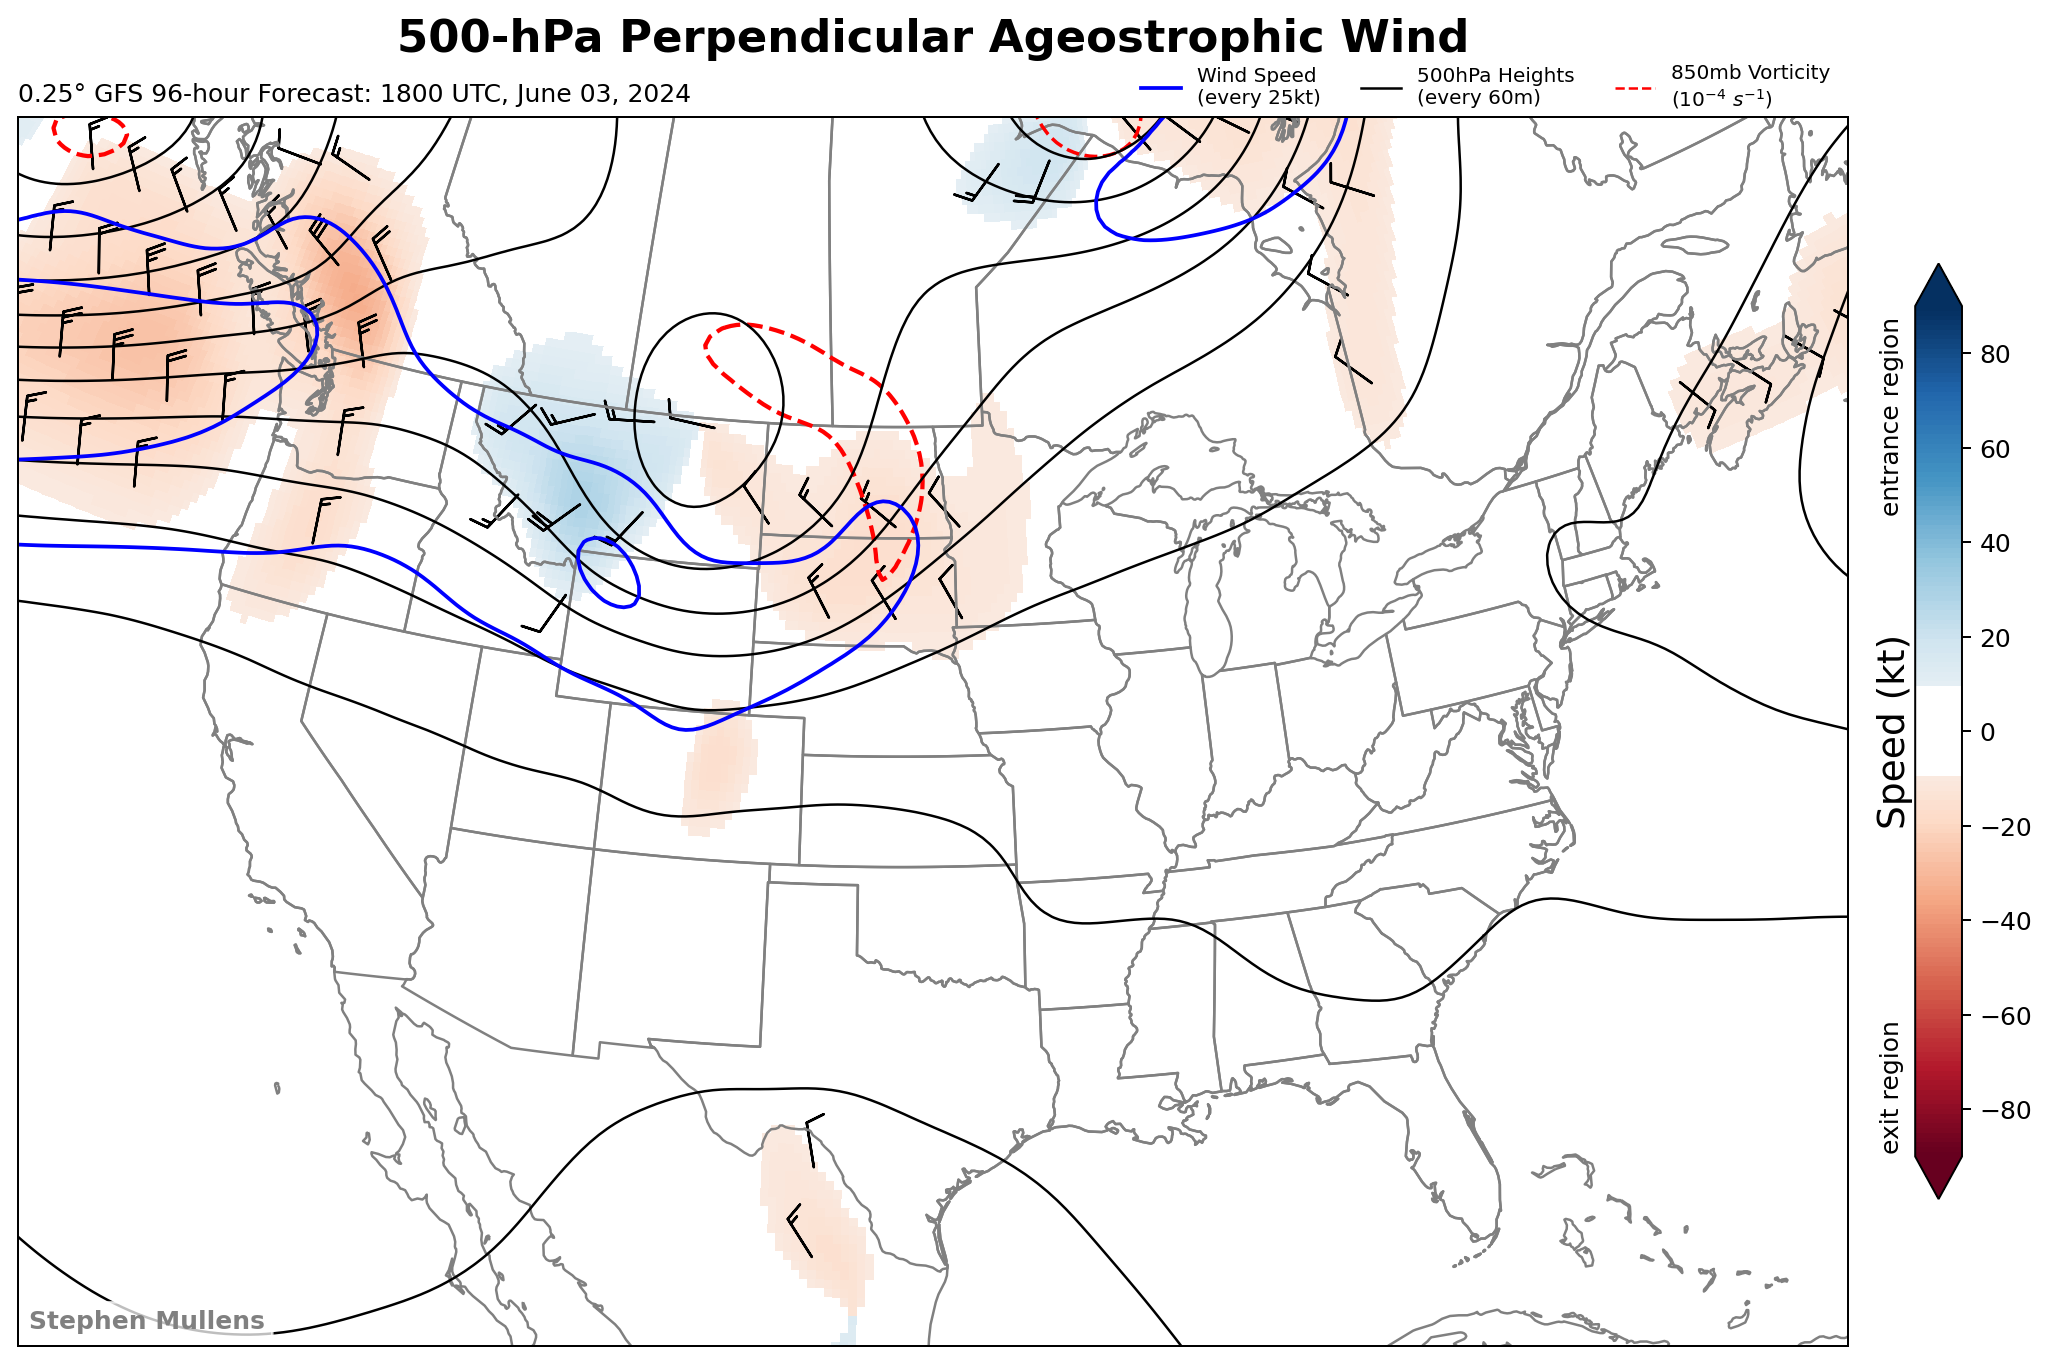 500-hPa Perpendicular Ageostrophic Wind
0.25° GFS 96-hour Forecast: 1800 UTC, June 03, 2024
Wind Speed
(every 25kt)
500hPa Heights
(every 60m)
850mb Vorticity
(10⁻⁴ s⁻¹)
entrance region
Speed (kt)
exit region
80
60
40
20
0
−20
−40
−60
−80
Stephen Mullens